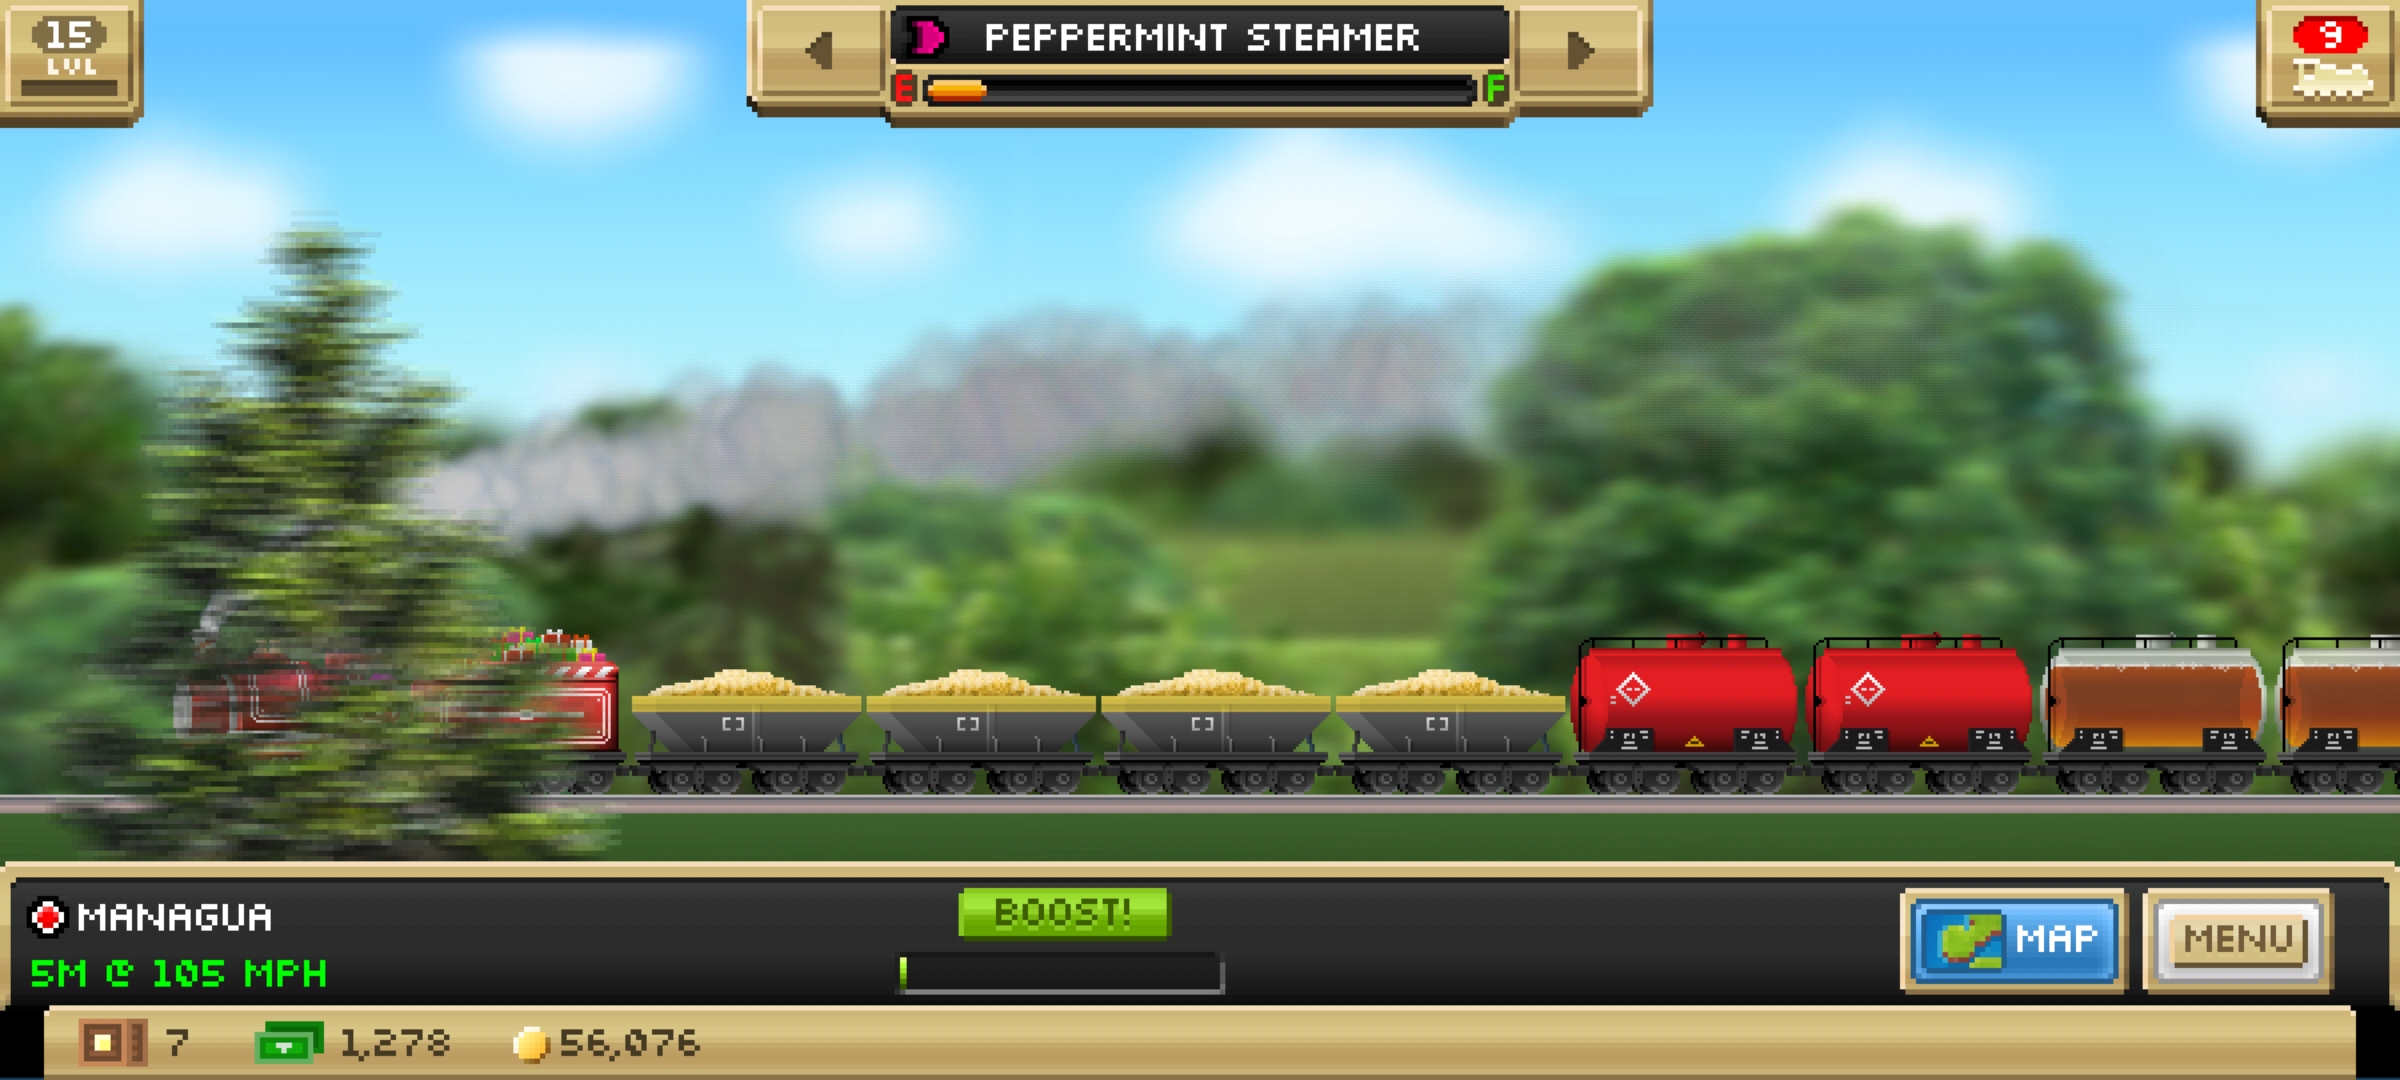 15
LVL
PEPPERMINT STEAMER
E F
9
MANAGUA
5M @ 105 MPH
BOOST!
MAP
MENU
7 1,278 56,076